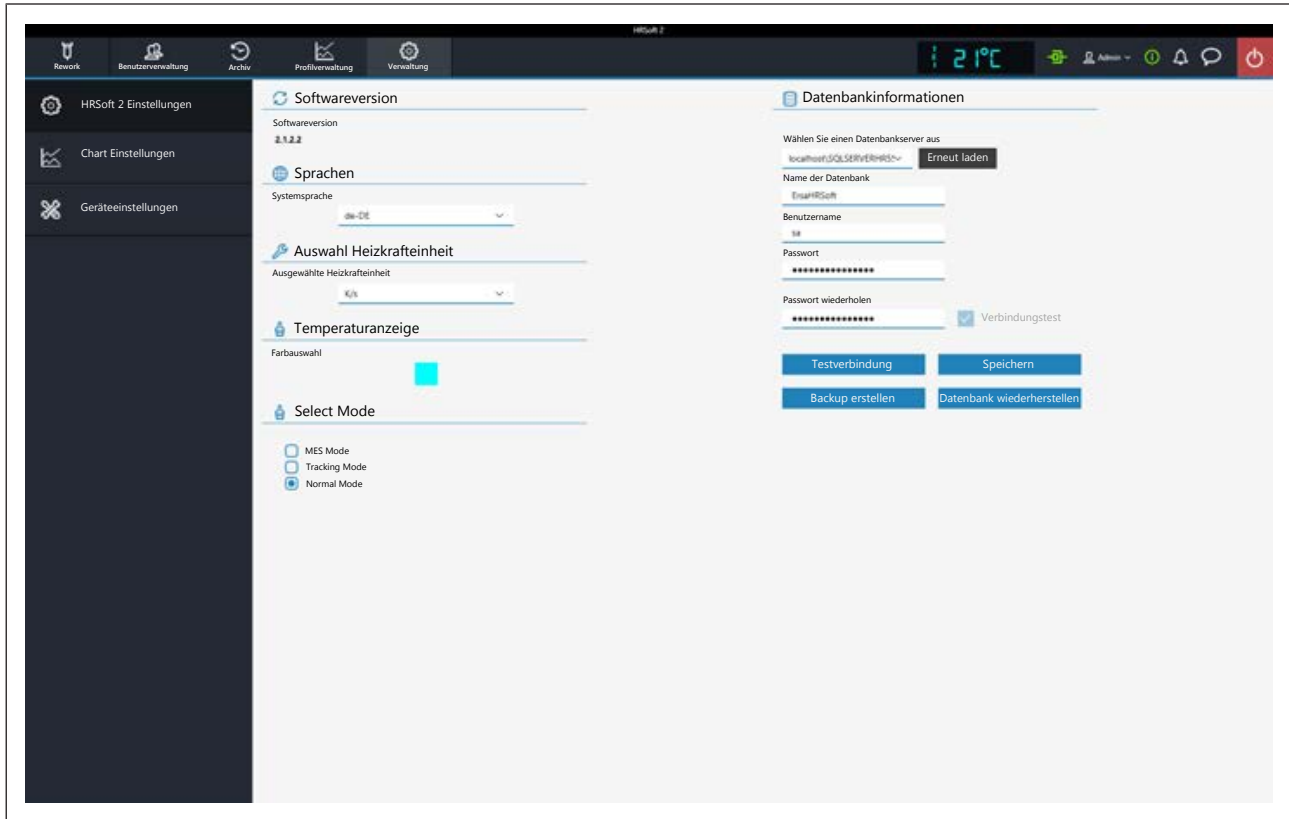 HRSoft 2
Rework
Benutzerverwaltung
Archiv
Profilverwaltung
Verwaltung
21°C
Admin
HRSoft 2 Einstellungen
Chart Einstellungen
Geräteeinstellungen
Softwareversion
Softwareversion
2.1.2.2
Sprachen
Systemsprache
de-DE
Auswahl Heizkrafteinheit
Ausgewählte Heizkrafteinheit
K/s
Temperaturanzeige
Farbauswahl
Select Mode
MES Mode
Tracking Mode
Normal Mode
Datenbankinformationen
Wählen Sie einen Datenbankserver aus
localhost\SQLSERVERHRS
Erneut laden
Name der Datenbank
ErsaHRSoft
Benutzername
sa
Passwort
•••••••••••••••
Passwort wiederholen
•••••••••••••••
Verbindungstest
Testverbindung
Speichern
Backup erstellen
Datenbank wiederherstellen